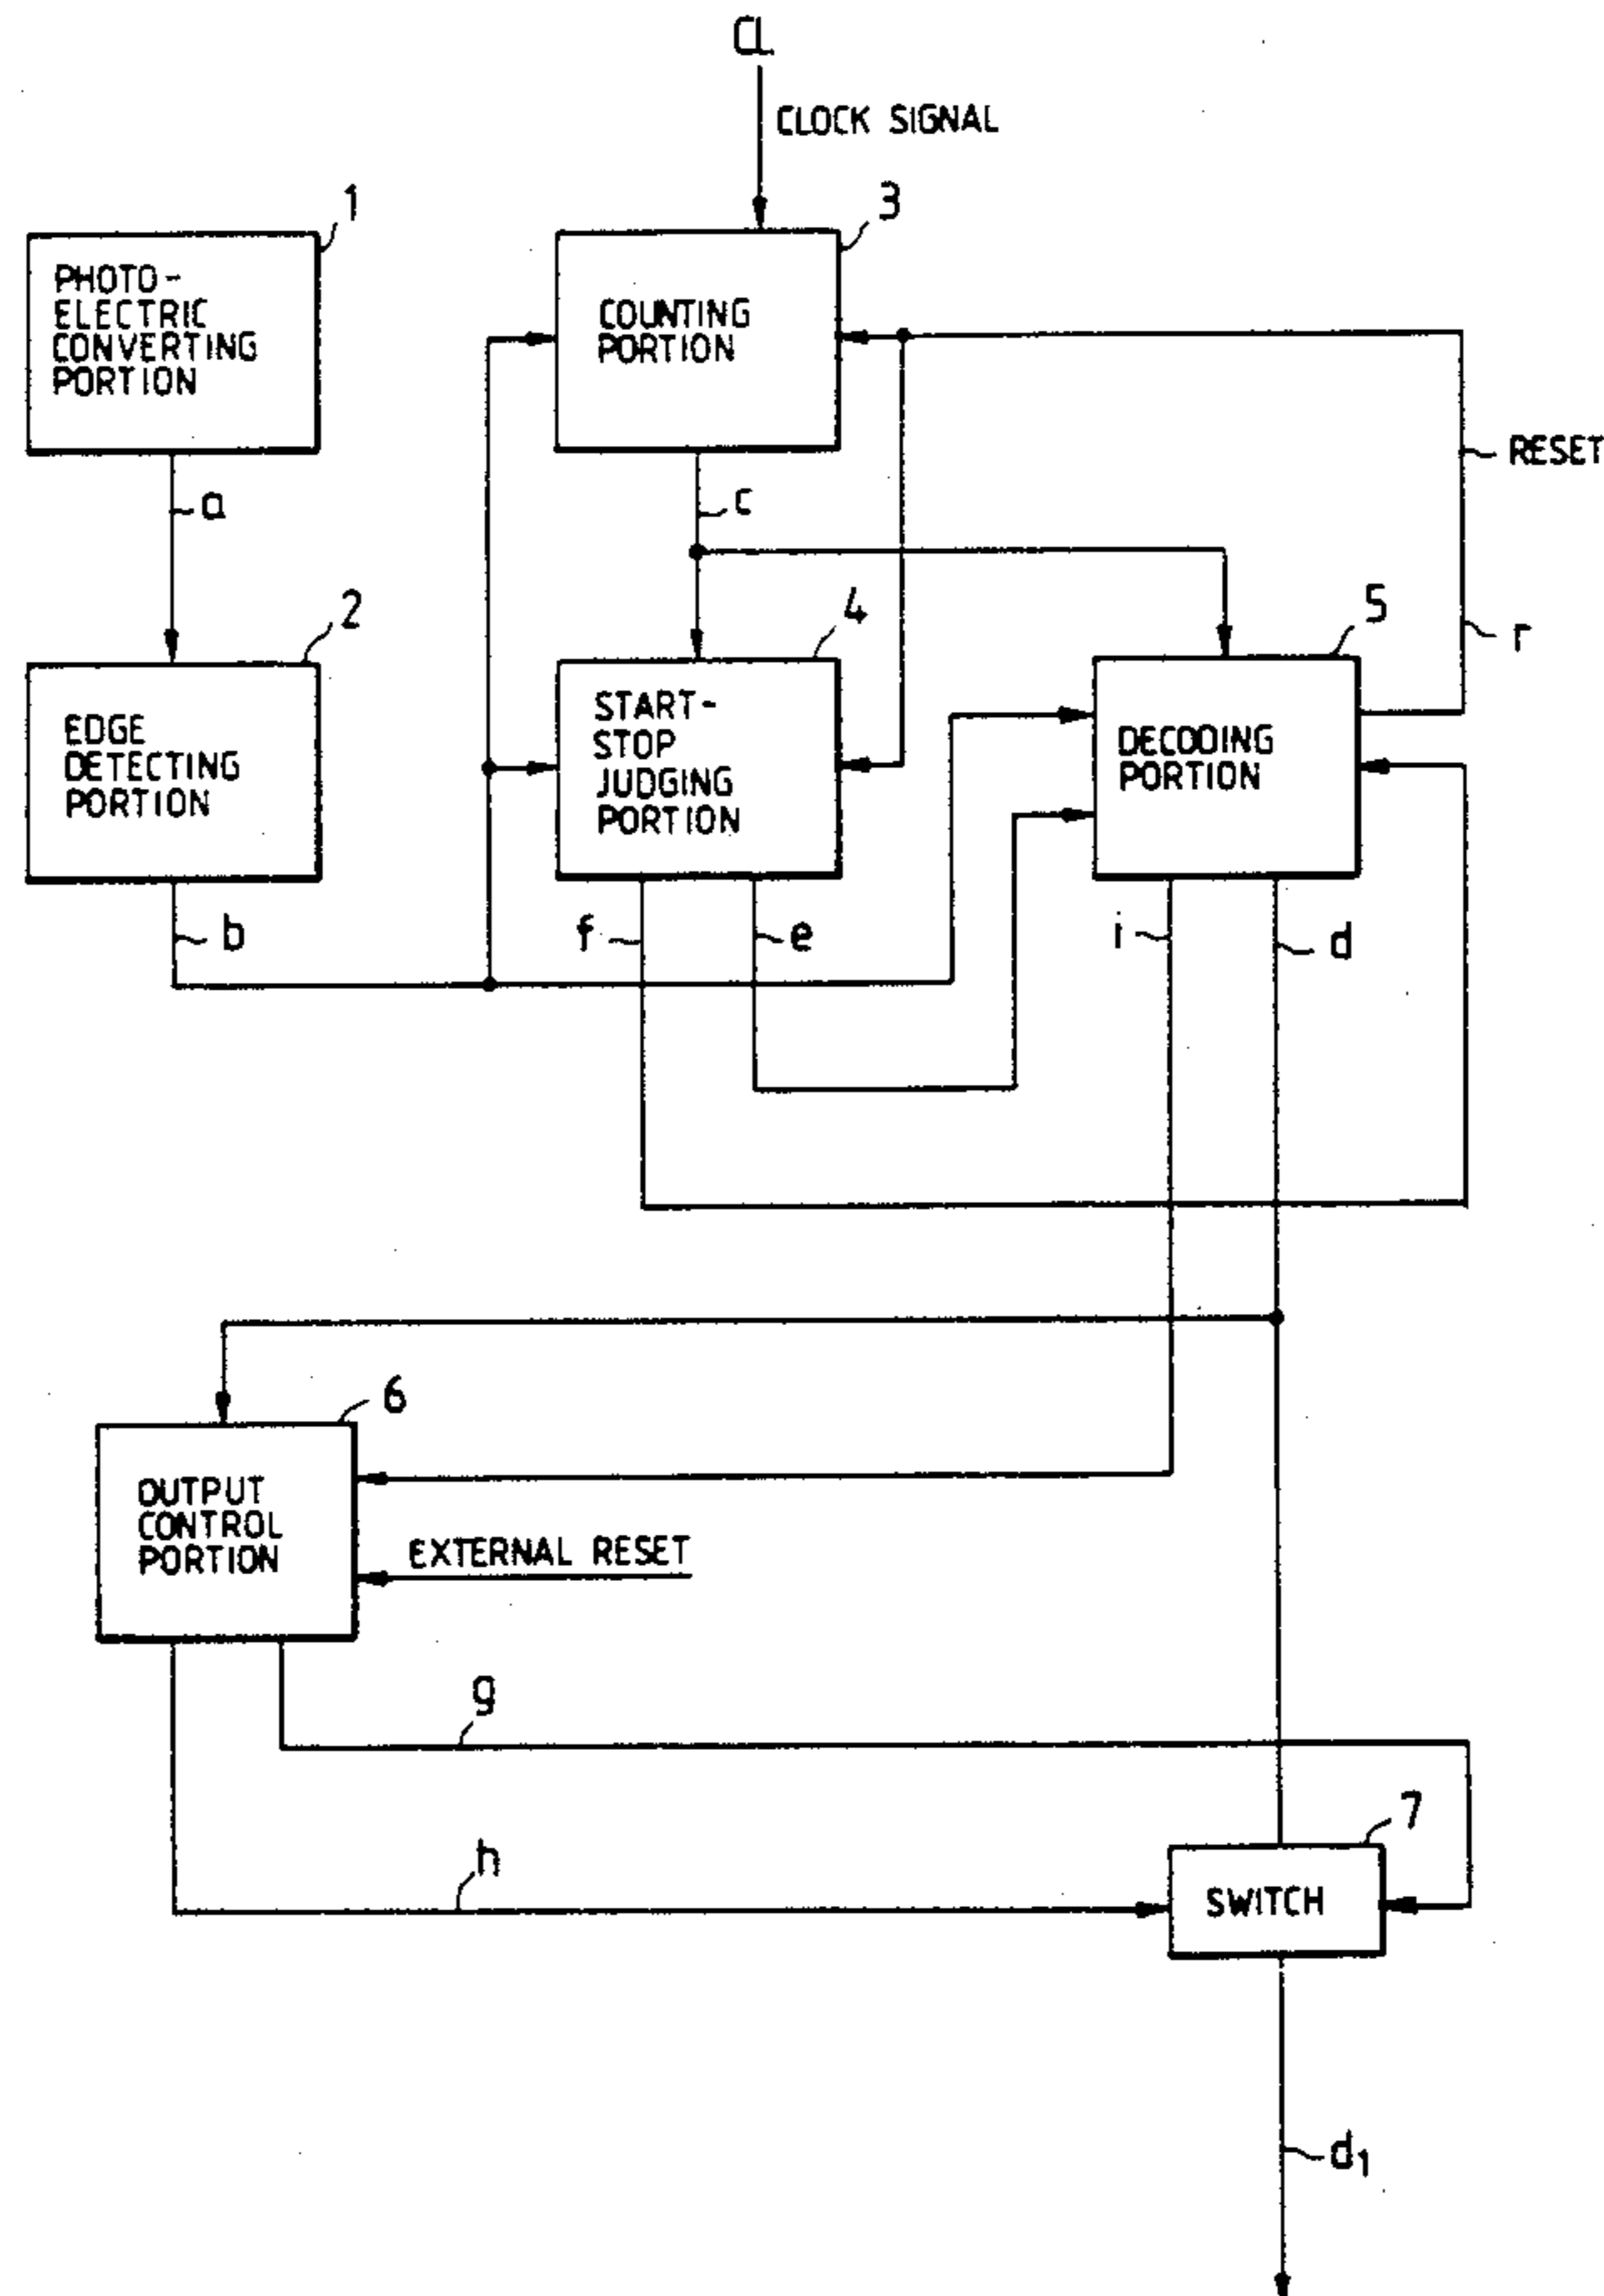 CL
CLOCK SIGNAL
1
PHOTO-
ELECTRIC
CONVERTING
PORTION
3
COUNTING
PORTION
RESET
a
c
2
EDGE
DETECTING
PORTION
4
START-
STOP
JUDGING
PORTION
5
DECODING
PORTION
r
b
f
e
i
d
6
OUTPUT
CONTROL
PORTION
EXTERNAL RESET
g
h
7
SWITCH
d1